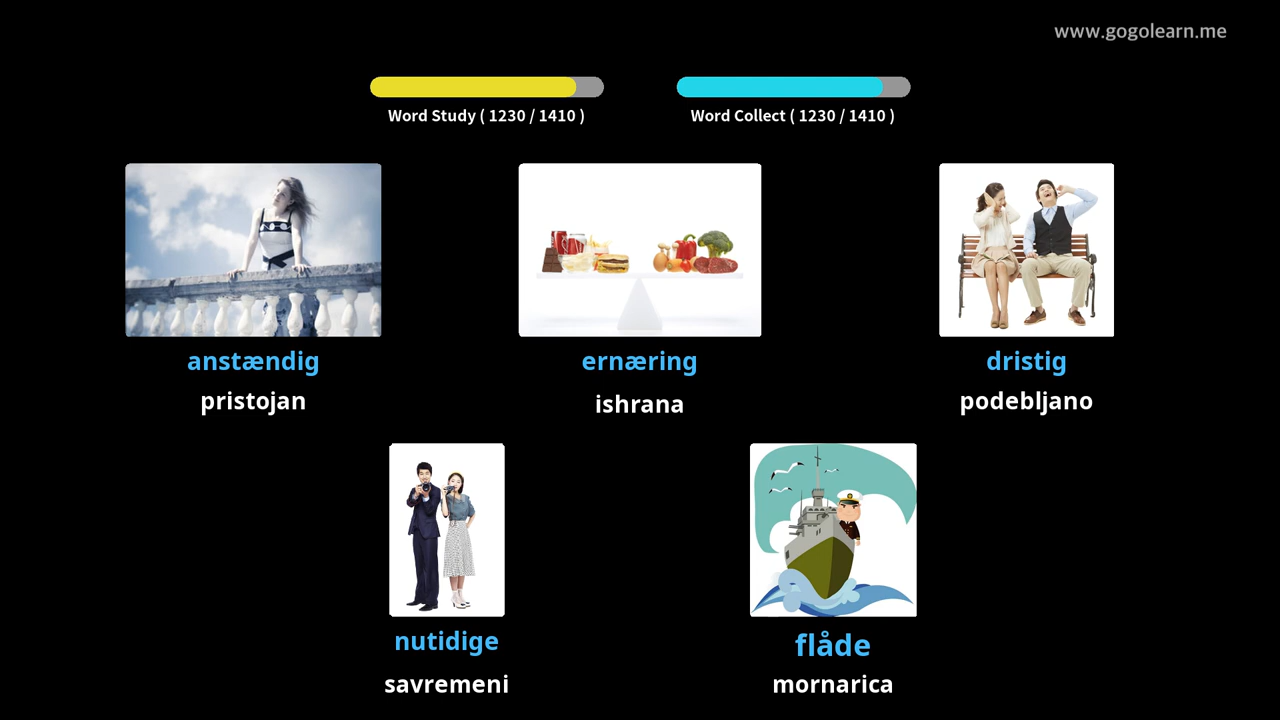 www.gogolearn.me
Word Study ( 1230 / 1410 )
Word Collect ( 1230 / 1410 )
anstændig
ernæring
dristig
pristojan
ishrana
podebljano
nutidige
flåde
savremeni
mornarica